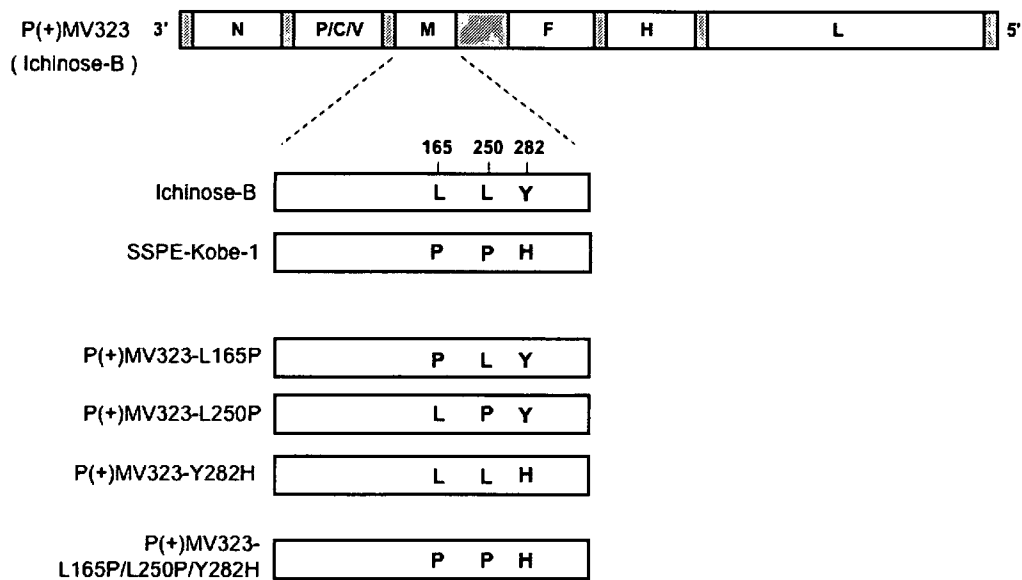 P(+)MV323 3' N P/C/V M F H L 5'
( Ichinose-B)
165 250 282
Ichinose-B L L Y
SSPE-Kobe-1 P P H
P(+)MV323-L165P P L Y
P(+)MV323-L250P L P Y
P(+)MV323-Y282H L L H
P(+)MV323-
L165P/L250P/Y282H P P H